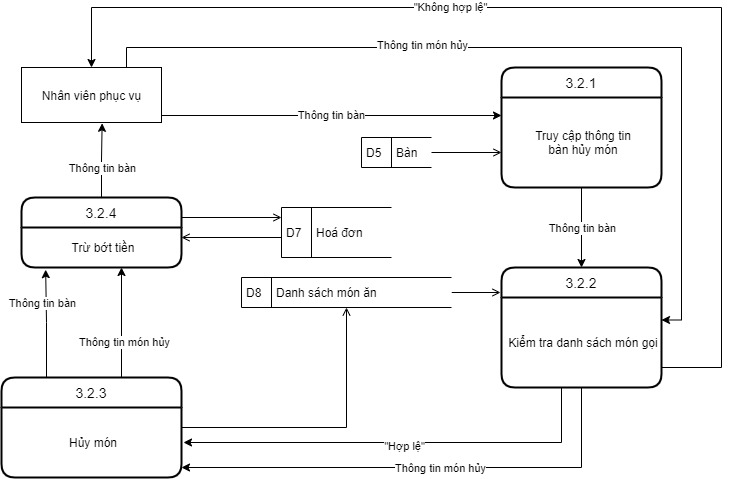 "Không hợp lệ"
Thông tin món hủy
Nhân viên phục vụ
3.2.1
Thông tin bàn
Truy cập thông tin
bàn hủy món
D5 Bàn
Thông tin bàn
3.2.4
Thông tin bàn
D7 Hoá đơn
Trừ bớt tiền
3.2.2
D8 Danh sách món ăn
Thông tin bàn
Thông tin món hủy
Kiểm tra danh sách món gọi
3.2.3
Hủy món
"Hợp lệ"
Thông tin món hủy